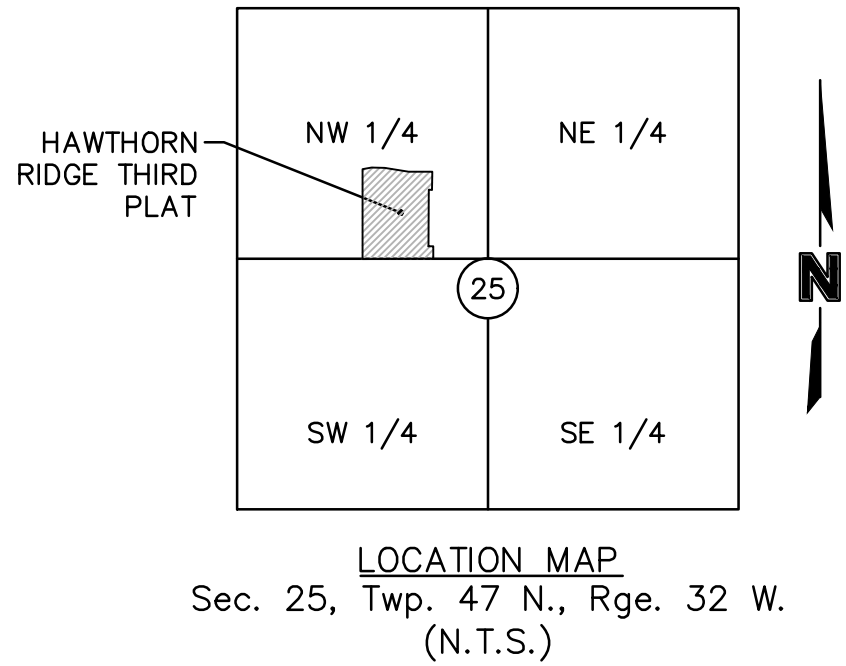 NW 1/4
NE 1/4
HAWTHORN
RIDGE THIRD
PLAT
25
N
SW 1/4
SE 1/4
LOCATION MAP
Sec. 25, Twp. 47 N., Rge. 32 W.
(N.T.S.)